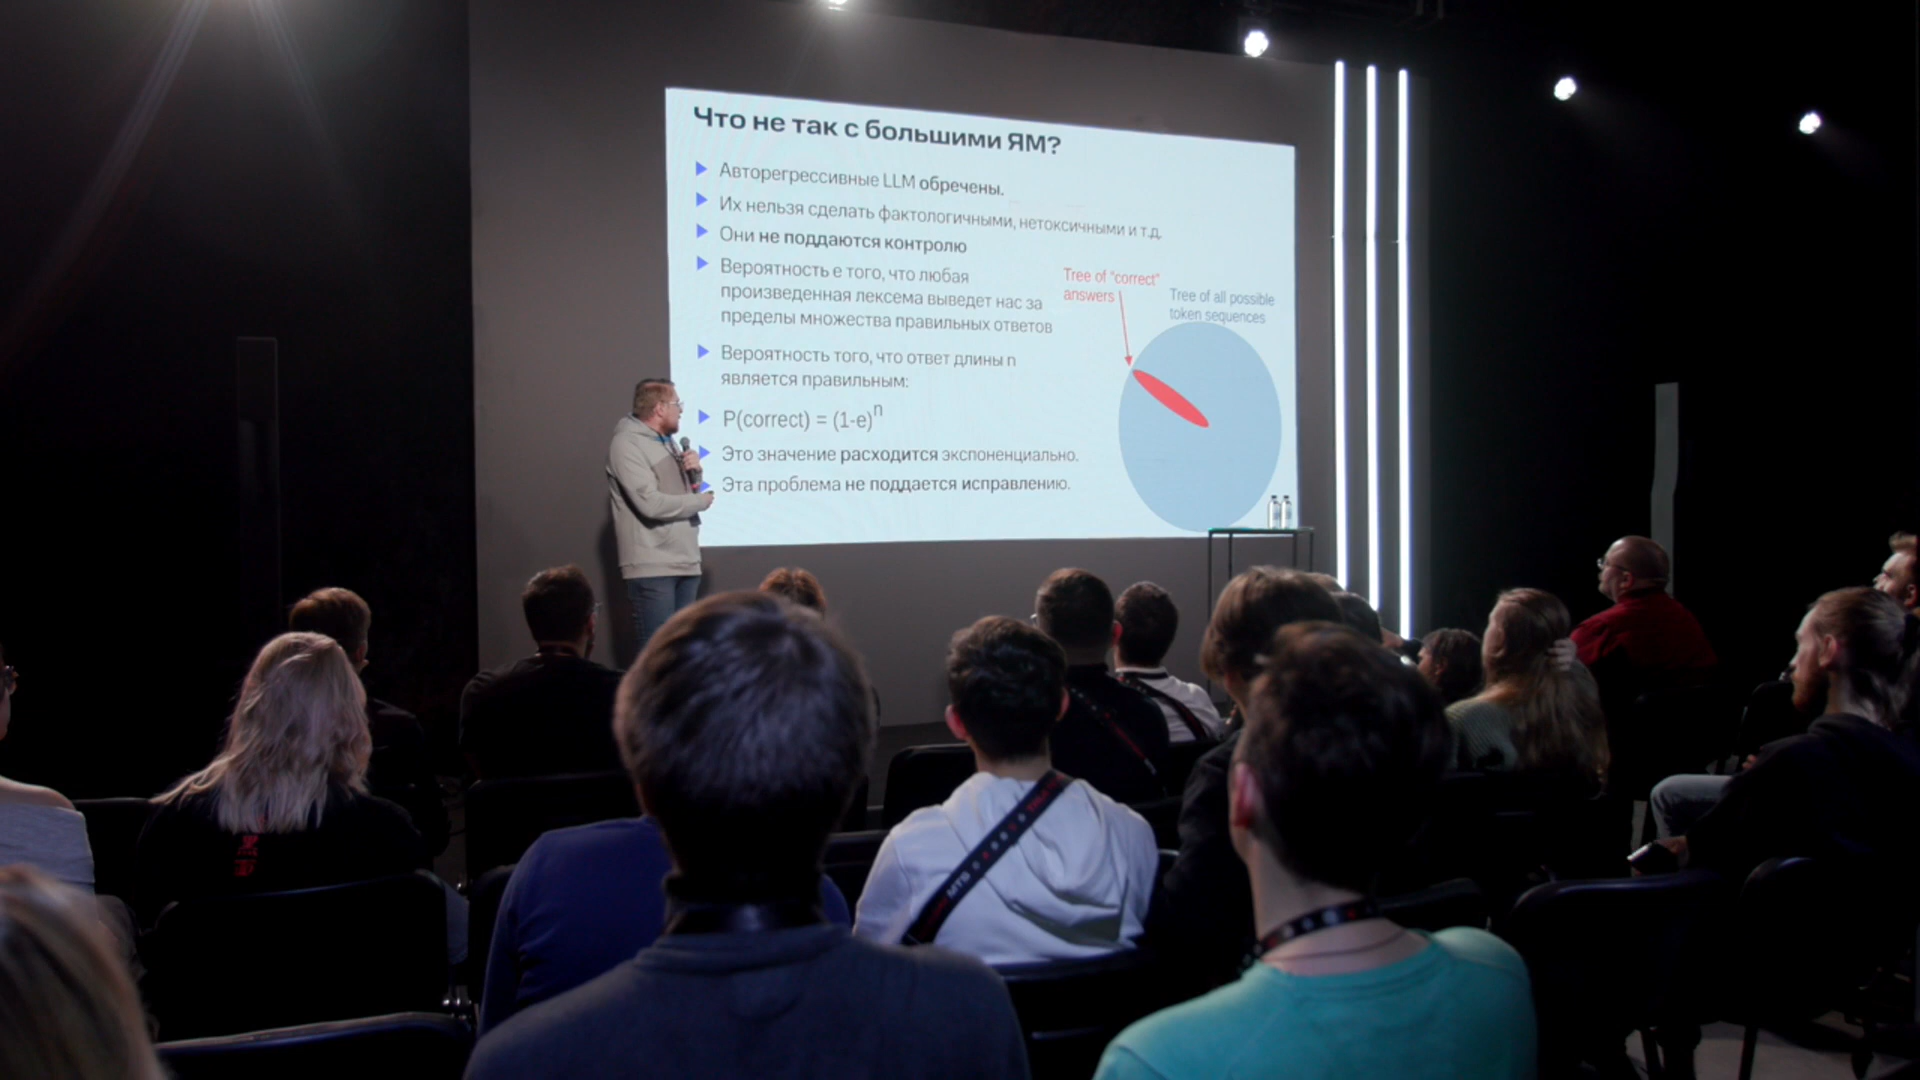 Что не так с большими ЯМ?
Авторегрессивные LLM обречены.
Их нельзя сделать фактологичными, нетоксичными и т.д.
Они не поддаются контролю
Вероятность e того, что любая
произведенная лексема выведет нас за
пределы множества правильных ответов
Вероятность того, что ответ длины n
является правильным:
P(correct) = (1-e)^n
Это значение расходится экспоненциально.
Эта проблема не поддается исправлению.
Tree of "correct"
answers
Tree of all possible
token sequences